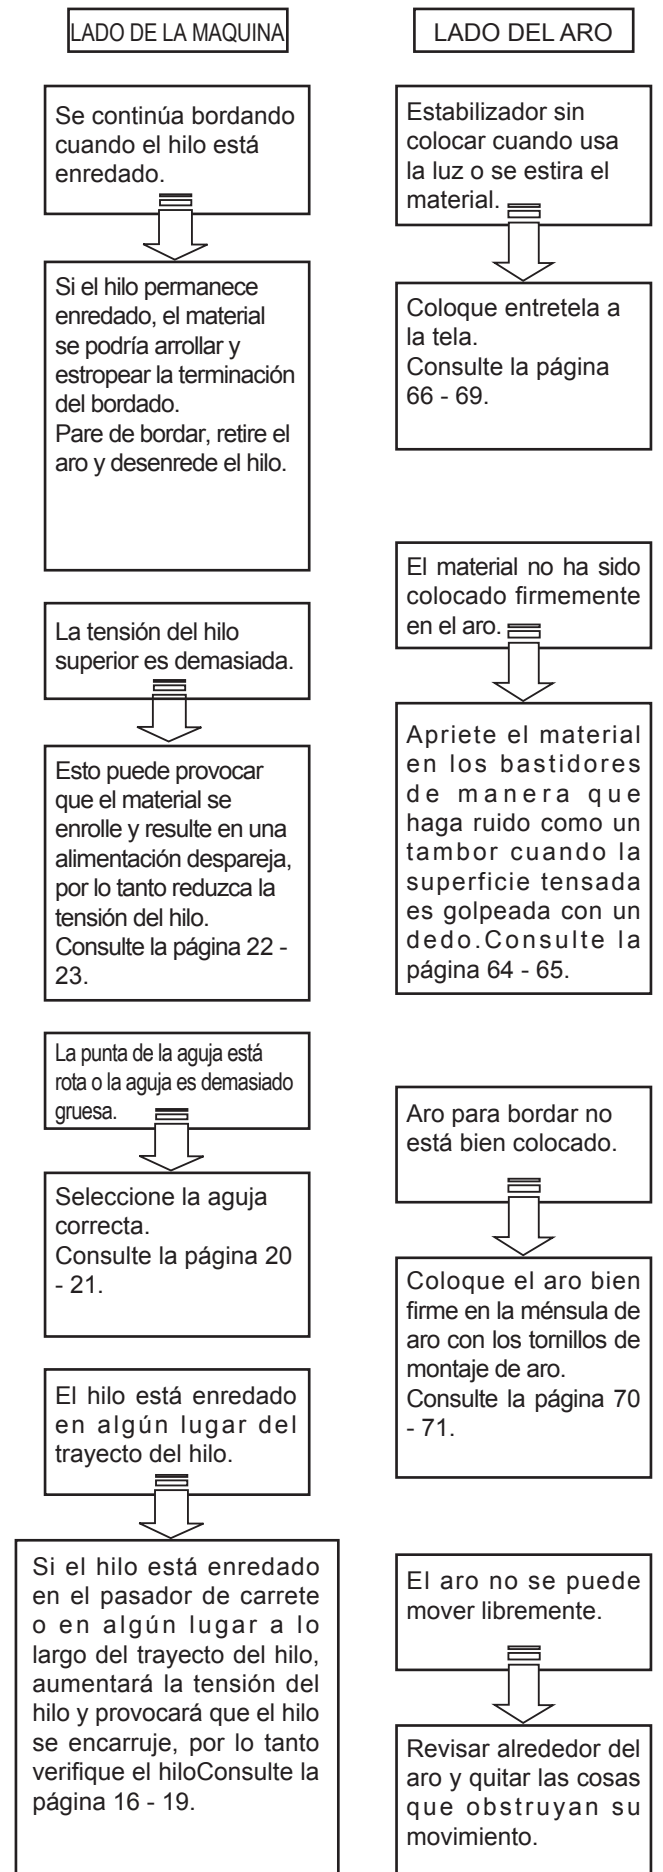 LADO DE LA MAQUINA
Se continúa bordando
cuando el hilo está
enredado.
Si el hilo permanece
enredado, el material
se podría arrollar y
estropear la terminación
del bordado.
Pare de bordar, retire el
aro y desenrede el hilo.
La tensión del hilo
superior es demasiada.
Esto puede provocar
que el material se
enrolle y resulte en una
alimentación despareja,
por lo tanto reduzca la
tensión del hilo.
Consulte la página 22 -
23.
La punta de la aguja está
rota o la aguja es demasiado
gruesa.
Seleccione la aguja
correcta.
Consulte la página 20
- 21.
El hilo está enredado
en algún lugar del
trayecto del hilo.
Si el hilo está enredado
en el pasador de carrete
o en algún lugar a lo
largo del trayecto del hilo,
aumentará la tensión del
hilo y provocará que el hilo
se encarruje, por lo tanto
verifique el hiloConsulte la
página 16 - 19.
LADO DEL ARO
Estabilizador sin
colocar cuando usa
la luz o se estira el
material.
Coloque entretela a
la tela.
Consulte la página
66 - 69.
El material no ha sido
colocado firmemente
en el aro.
Apriete el material
en los bastidores
de manera que
haga ruido como un
tambor cuando la
superficie tensada
es golpeada con un
dedo.Consulte la
página 64 - 65.
Aro para bordar no
está bien colocado.
Coloque el aro bien
firme en la ménsula de
aro con los tornillos de
montaje de aro.
Consulte la página 70
- 71.
El aro no se puede
mover libremente.
Revisar alrededor del
aro y quitar las cosas
que obstruyan su
movimiento.